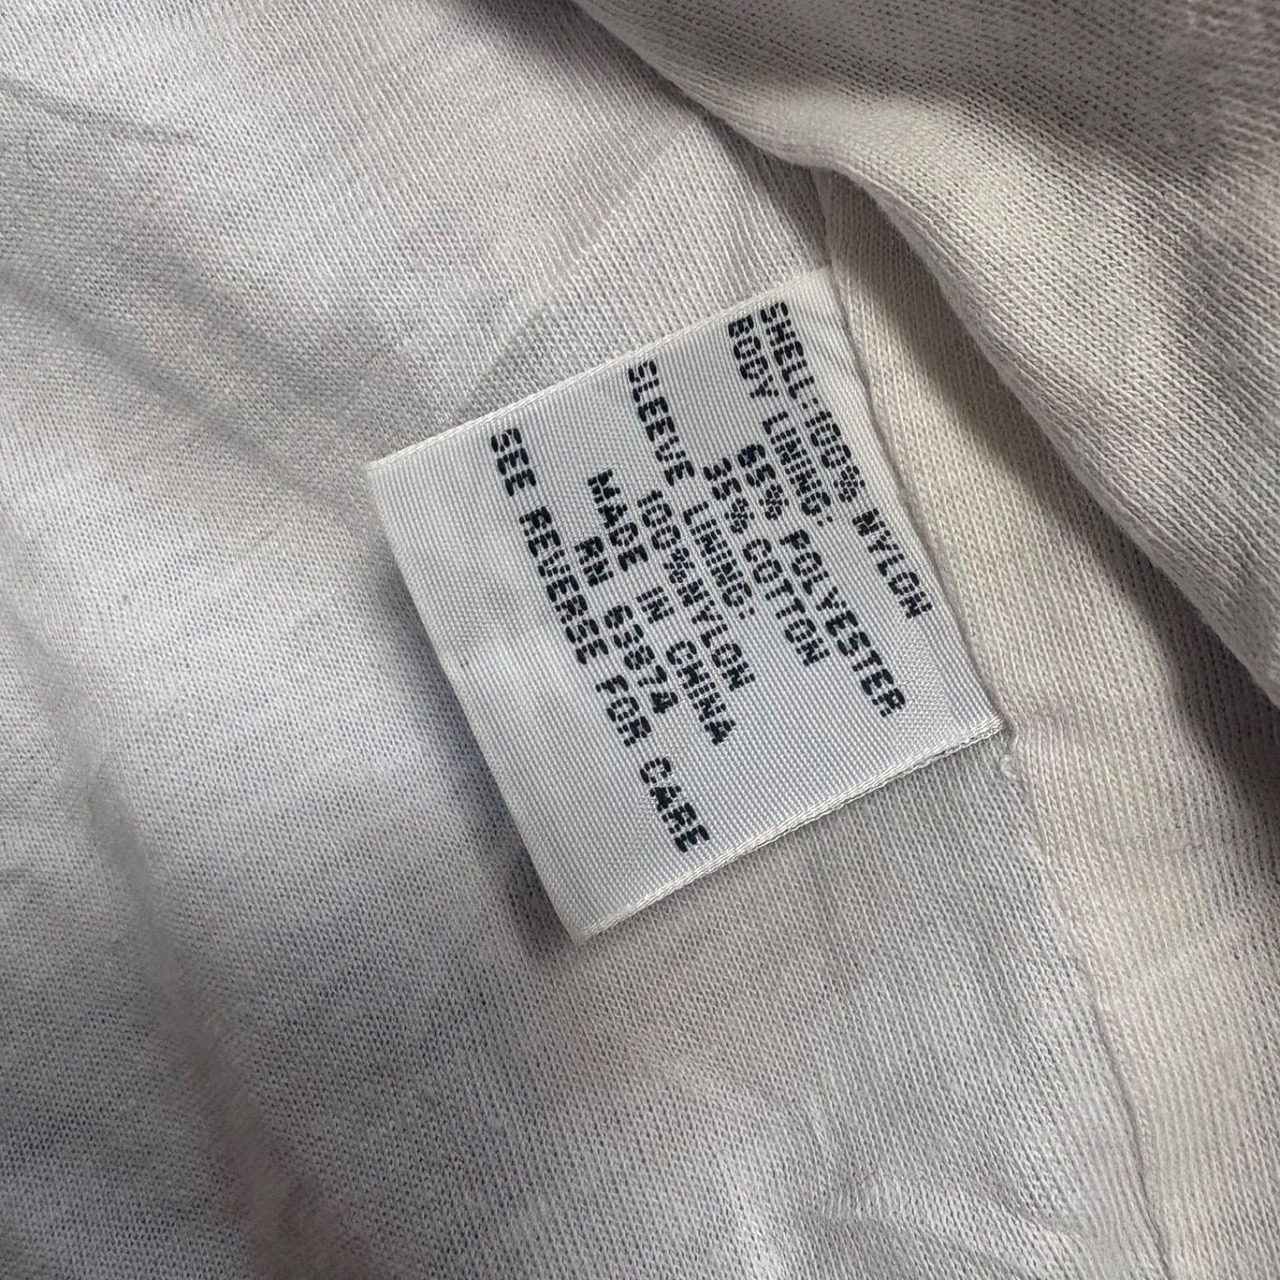 SHELL:100% NYLON
BODY LINING:
65% POLYESTER
35% COTTON
SLEEVE LINING:
100%NYLON
MADE IN CHINA
RN 63974
SEE REVERSE FOR CARE